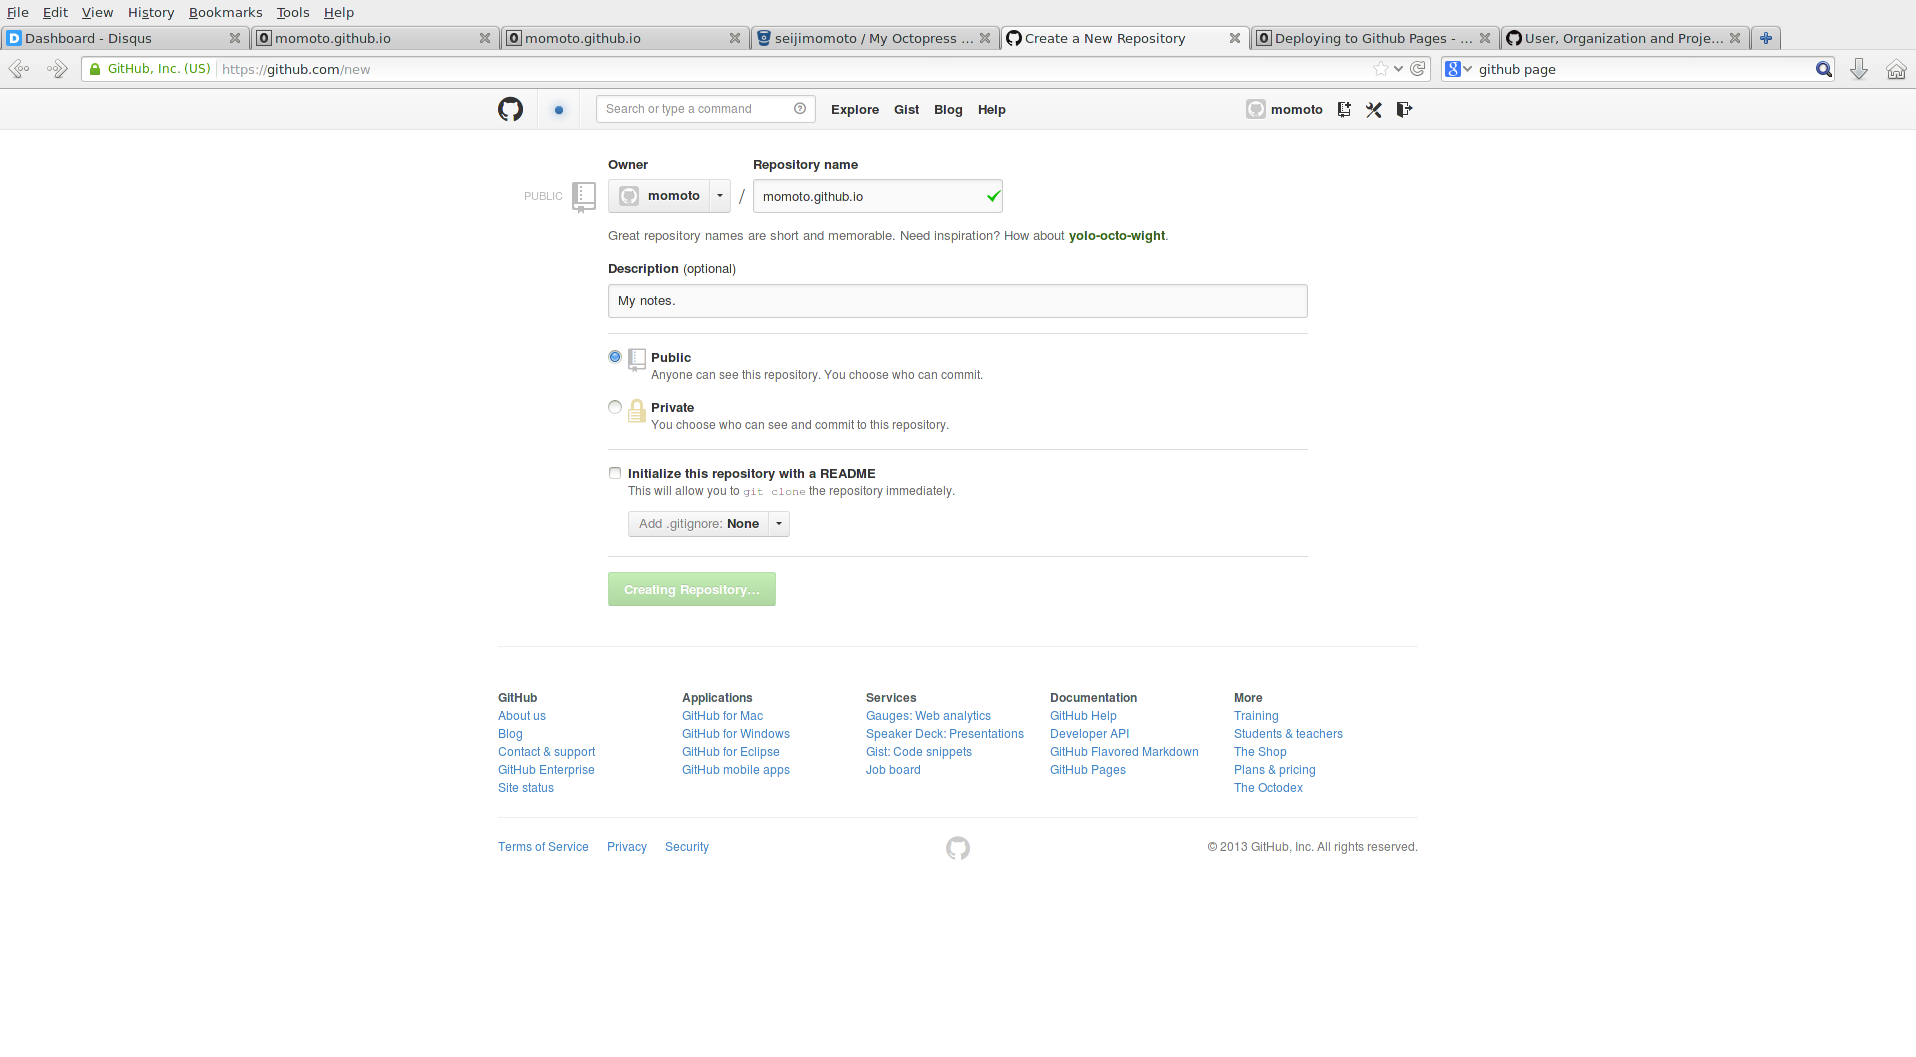 File Edit View History Bookmarks Tools Help
Dashboard - Disqus momoto.github.io momoto.github.io seijimomoto / My Octopress ... Create a New Repository Deploying to Github Pages - ... User, Organization and Proje...
GitHub, Inc. (US) https://github.com/new github page
Search or type a command Explore Gist Blog Help momoto
Owner Repository name
PUBLIC momoto / momoto.github.io
Great repository names are short and memorable. Need inspiration? How about yolo-octo-wight.
Description (optional)
My notes.
Public
Anyone can see this repository. You choose who can commit.
Private
You choose who can see and commit to this repository.
Initialize this repository with a README
This will allow you to git clone the repository immediately.
Add .gitignore: None
Creating Repository...
GitHub Applications Services Documentation More
About us GitHub for Mac Gauges: Web analytics GitHub Help Training
Blog GitHub for Windows Speaker Deck: Presentations Developer API Students & teachers
Contact & support GitHub for Eclipse Gist: Code snippets GitHub Flavored Markdown The Shop
GitHub Enterprise GitHub mobile apps Job board GitHub Pages Plans & pricing
Site status The Octodex
Terms of Service Privacy Security © 2013 GitHub, Inc. All rights reserved.